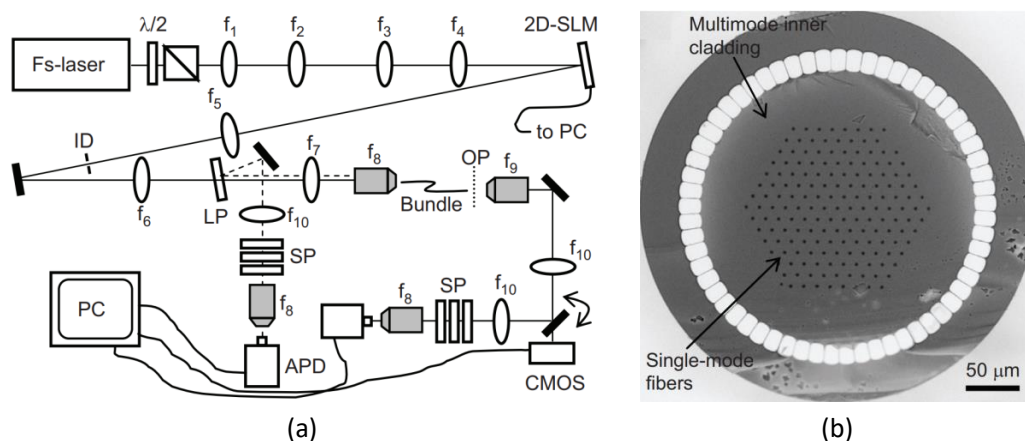 λ/2
f1
f2
f3
f4
2D-SLM
Fs-laser
f5
to PC
ID
f7
f8
OP
f9
f6
LP
Bundle
f10
f10
SP
PC
f8
f8
SP
f10
APD
CMOS
(a)
Multimode inner
cladding
Single-mode
fibers
50 μm
(b)